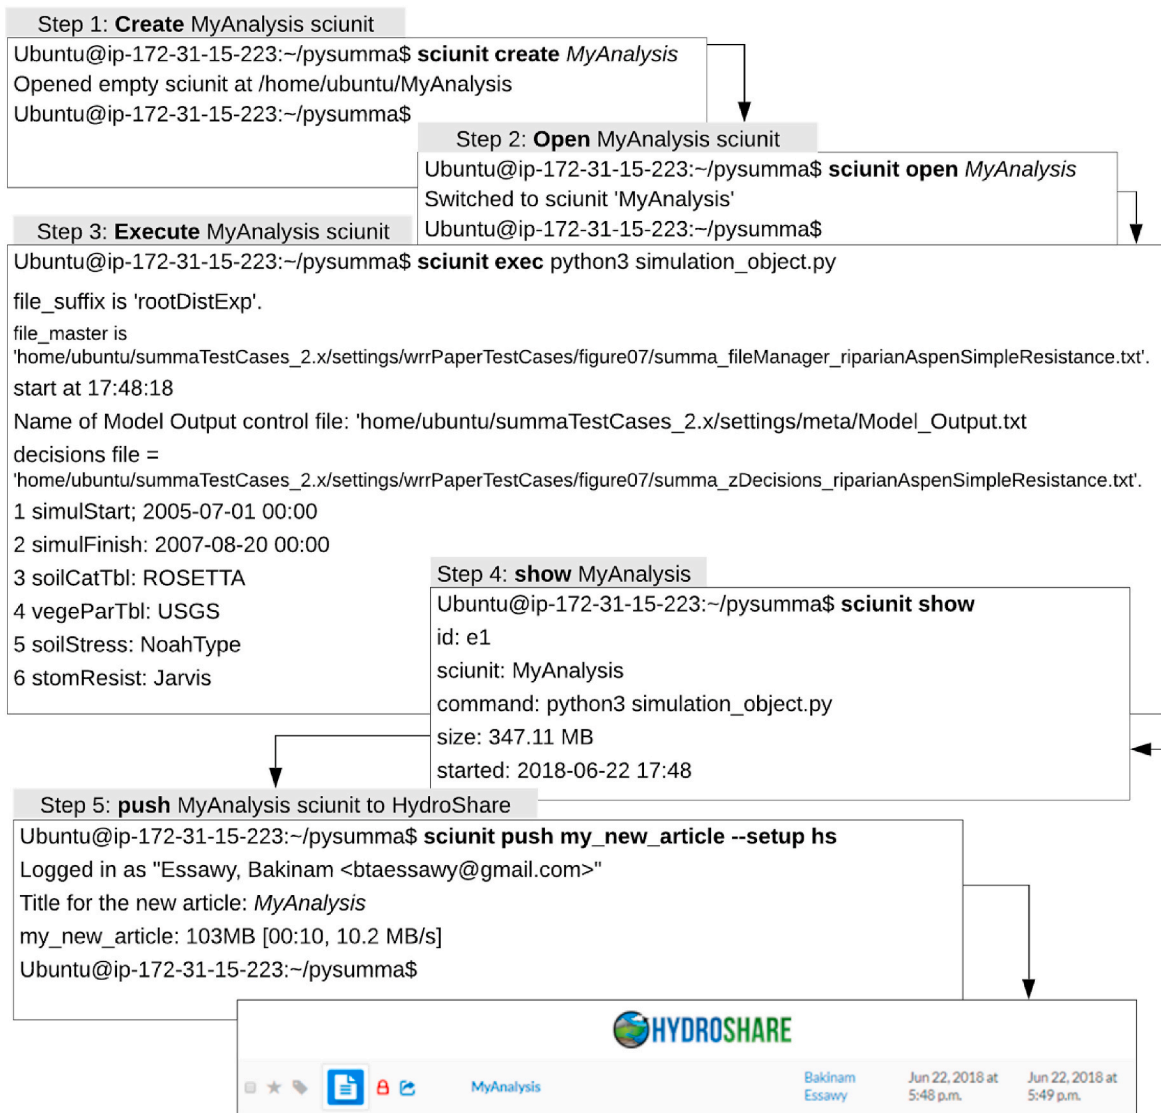 Step 1: Create MyAnalysis sciunit
Ubuntu@ip-172-31-15-223:~/pysumma$ sciunit create MyAnalysis
Opened empty sciunit at /home/ubuntu/MyAnalysis
Ubuntu@ip-172-31-15-223:~/pysumma$
Step 2: Open MyAnalysis sciunit
Ubuntu@ip-172-31-15-223:~/pysumma$ sciunit open MyAnalysis
Switched to sciunit 'MyAnalysis'
Ubuntu@ip-172-31-15-223:~/pysumma$
Step 3: Execute MyAnalysis sciunit
Ubuntu@ip-172-31-15-223:~/pysumma$ sciunit exec python3 simulation_object.py
file_suffix is 'rootDistExp'.
file_master is
'home/ubuntu/summaTestCases_2.x/settings/wrrPaperTestCases/figure07/summa_fileManager_riparianAspenSimpleResistance.txt'.
start at 17:48:18
Name of Model Output control file: 'home/ubuntu/summaTestCases_2.x/settings/meta/Model_Output.txt
decisions file =
'home/ubuntu/summaTestCases_2.x/settings/wrrPaperTestCases/figure07/summa_zDecisions_riparianAspenSimpleResistance.txt'.
1 simulStart; 2005-07-01 00:00
2 simulFinish: 2007-08-20 00:00
3 soilCatTbl: ROSETTA
4 vegeParTbl: USGS
5 soilStress: NoahType
6 stomResist: Jarvis
Step 4: show MyAnalysis
Ubuntu@ip-172-31-15-223:~/pysumma$ sciunit show
id: e1
sciunit: MyAnalysis
command: python3 simulation_object.py
size: 347.11 MB
started: 2018-06-22 17:48
Step 5: push MyAnalysis sciunit to HydroShare
Ubuntu@ip-172-31-15-223:~/pysumma$ sciunit push my_new_article --setup hs
Logged in as "Essawy, Bakinam <btaessawy@gmail.com>"
Title for the new article: MyAnalysis
my_new_article: 103MB [00:10, 10.2 MB/s]
Ubuntu@ip-172-31-15-223:~/pysumma$
HYDROSHARE
MyAnalysis
Bakinam
Essawy
Jun 22, 2018 at
5:48 p.m.
Jun 22, 2018 at
5:49 p.m.